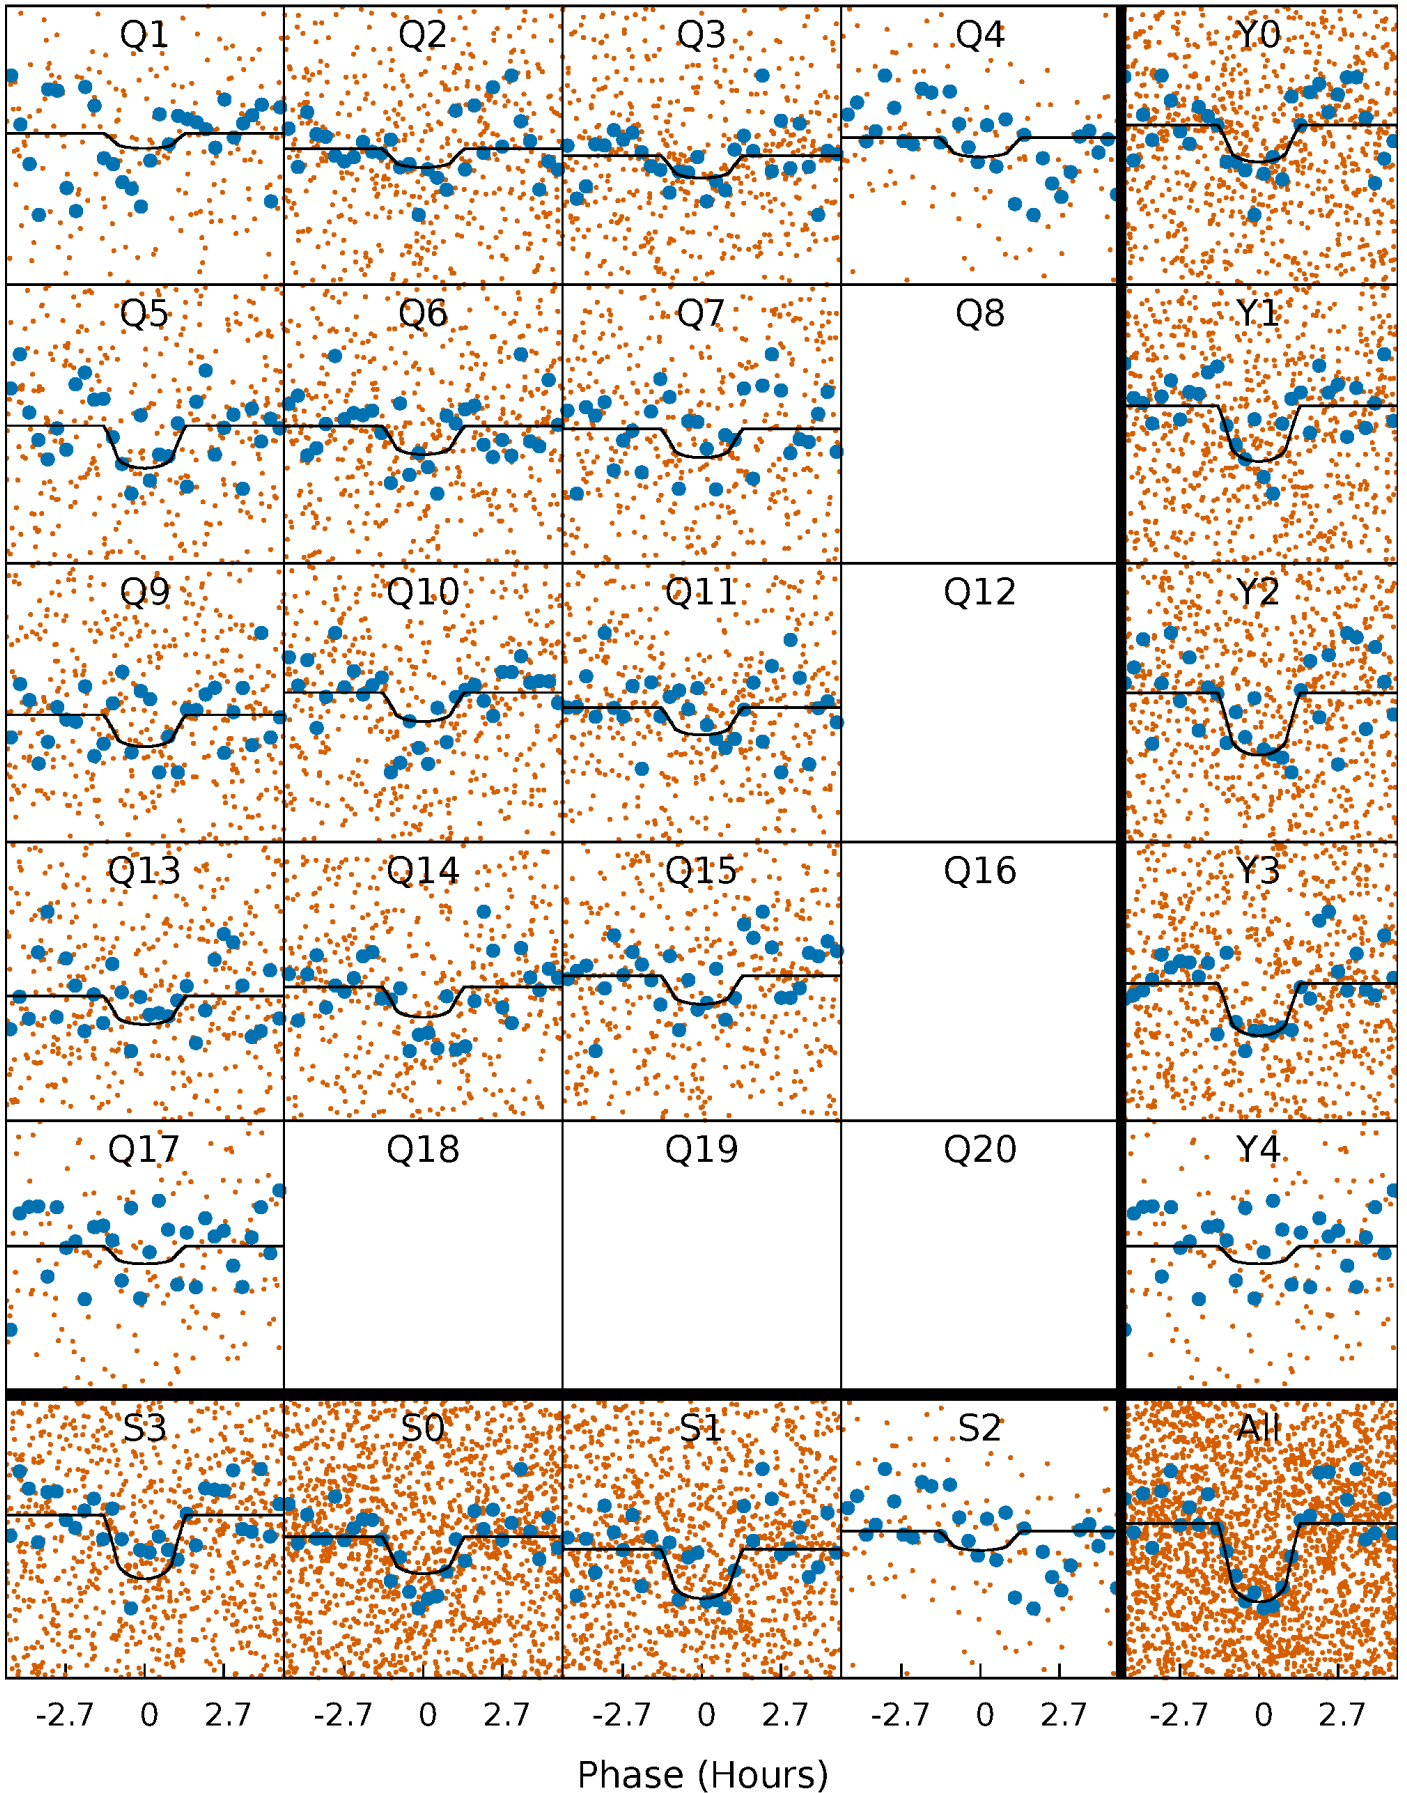 Q1 Q2 Q3 Q4 Y0
Q5 Q6 Q7 Q8 Y1
Q9 Q10 Q11 Q12 Y2
Q13 Q14 Q15 Q16 Y3
Q17 Q18 Q19 Q20 Y4
S3 S0 S1 S2 All
-2.7 0 2.7 -2.7 0 2.7 -2.7 0 2.7 -2.7 0 2.7 -2.7 0 2.7
Phase (Hours)